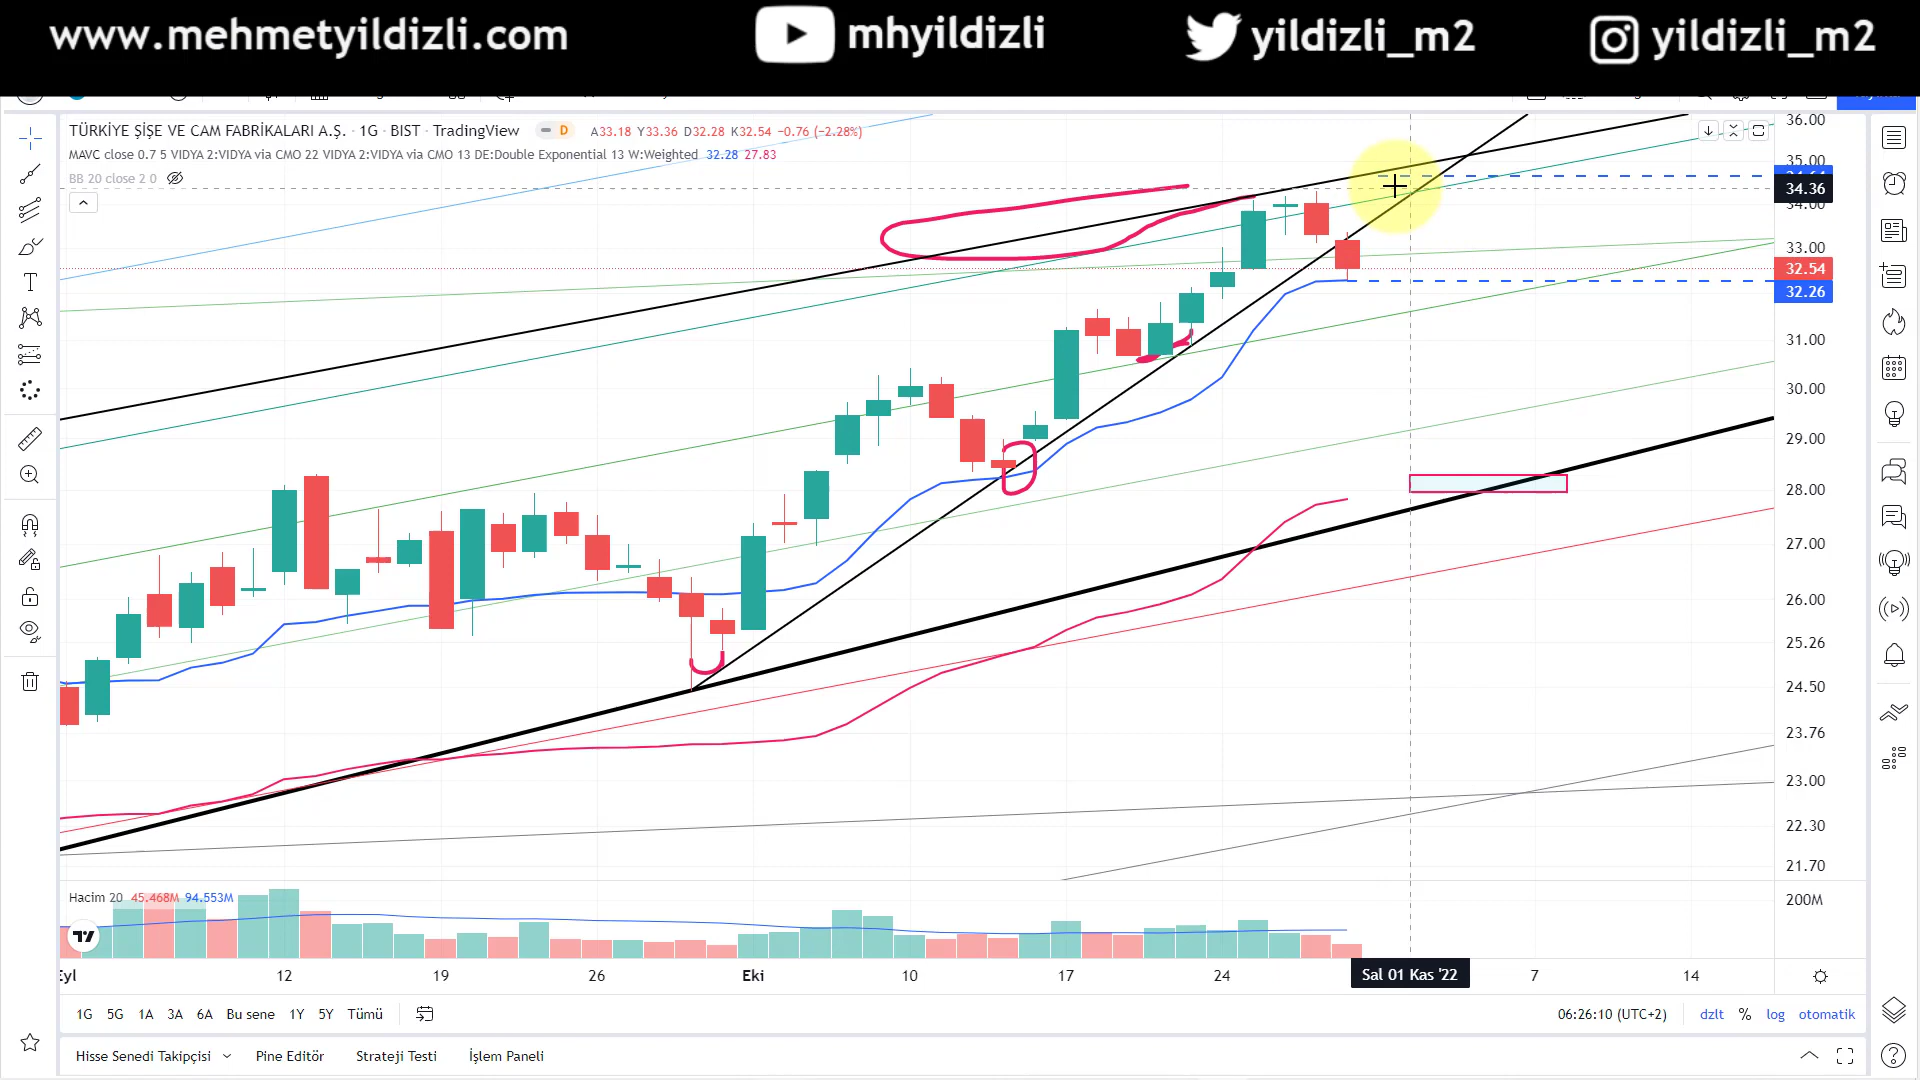 www.mehmetyildizli.com mhyildizli yildizli_m2 yildizli_m2
TÜRKİYE ŞİŞE VE CAM FABRİKALARI A.Ş. · 1G · BIST · TradingView D A33.18 Y33.36 D32.28 K32.54 −0.76 (−2.28%)
MAVC close 0.7 5 VIDYA 2:VIDYA via CMO 22 VIDYA 2:VIDYA via CMO 13 DE:Double Exponential 13 W:Weighted 32.28 27.83
BB 20 close 2 0
36.00
35.00
34.36
34.00
33.00
32.54
32.26
31.00
30.00
29.00
28.00
27.00
26.00
25.26
24.50
23.76
23.00
22.30
21.70
Hacim 20 45.468M 94.553M
200M
Eyl 12 19 26 Eki 10 17 24 Sal 01 Kas '22 7 14
1G 5G 1A 3A 6A Bu sene 1Y 5Y Tümü 06:26:10 (UTC+2) dzlt % log otomatik
Hisse Senedi Takipçisi Pine Editör Strateji Testi İşlem Paneli